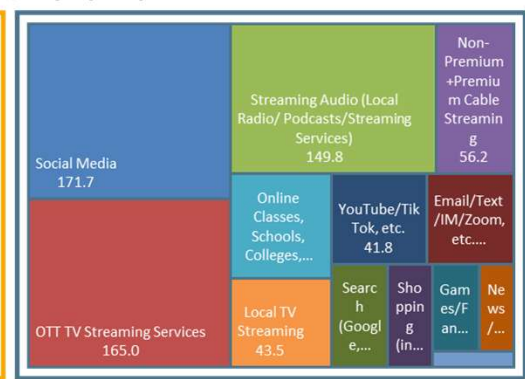 Social Media
171.7
OTT TV Streaming Services
165.0
Streaming Audio (Local
Radio/ Podcasts/Streaming
Services)
149.8
Non-
Premium
+Premiu
m Cable
Streamin
g
56.2
Online
Classes,
Schools,
Colleges,...
Local TV
Streaming
43.5
YouTube/Tik
Tok, etc.
41.8
Email/Text
/IM/Zoom,
etc....
Searc
h
(Googl
e,...
Sho
ppin
g
(in...
Gam
es/F
an...
Ne
ws
/...